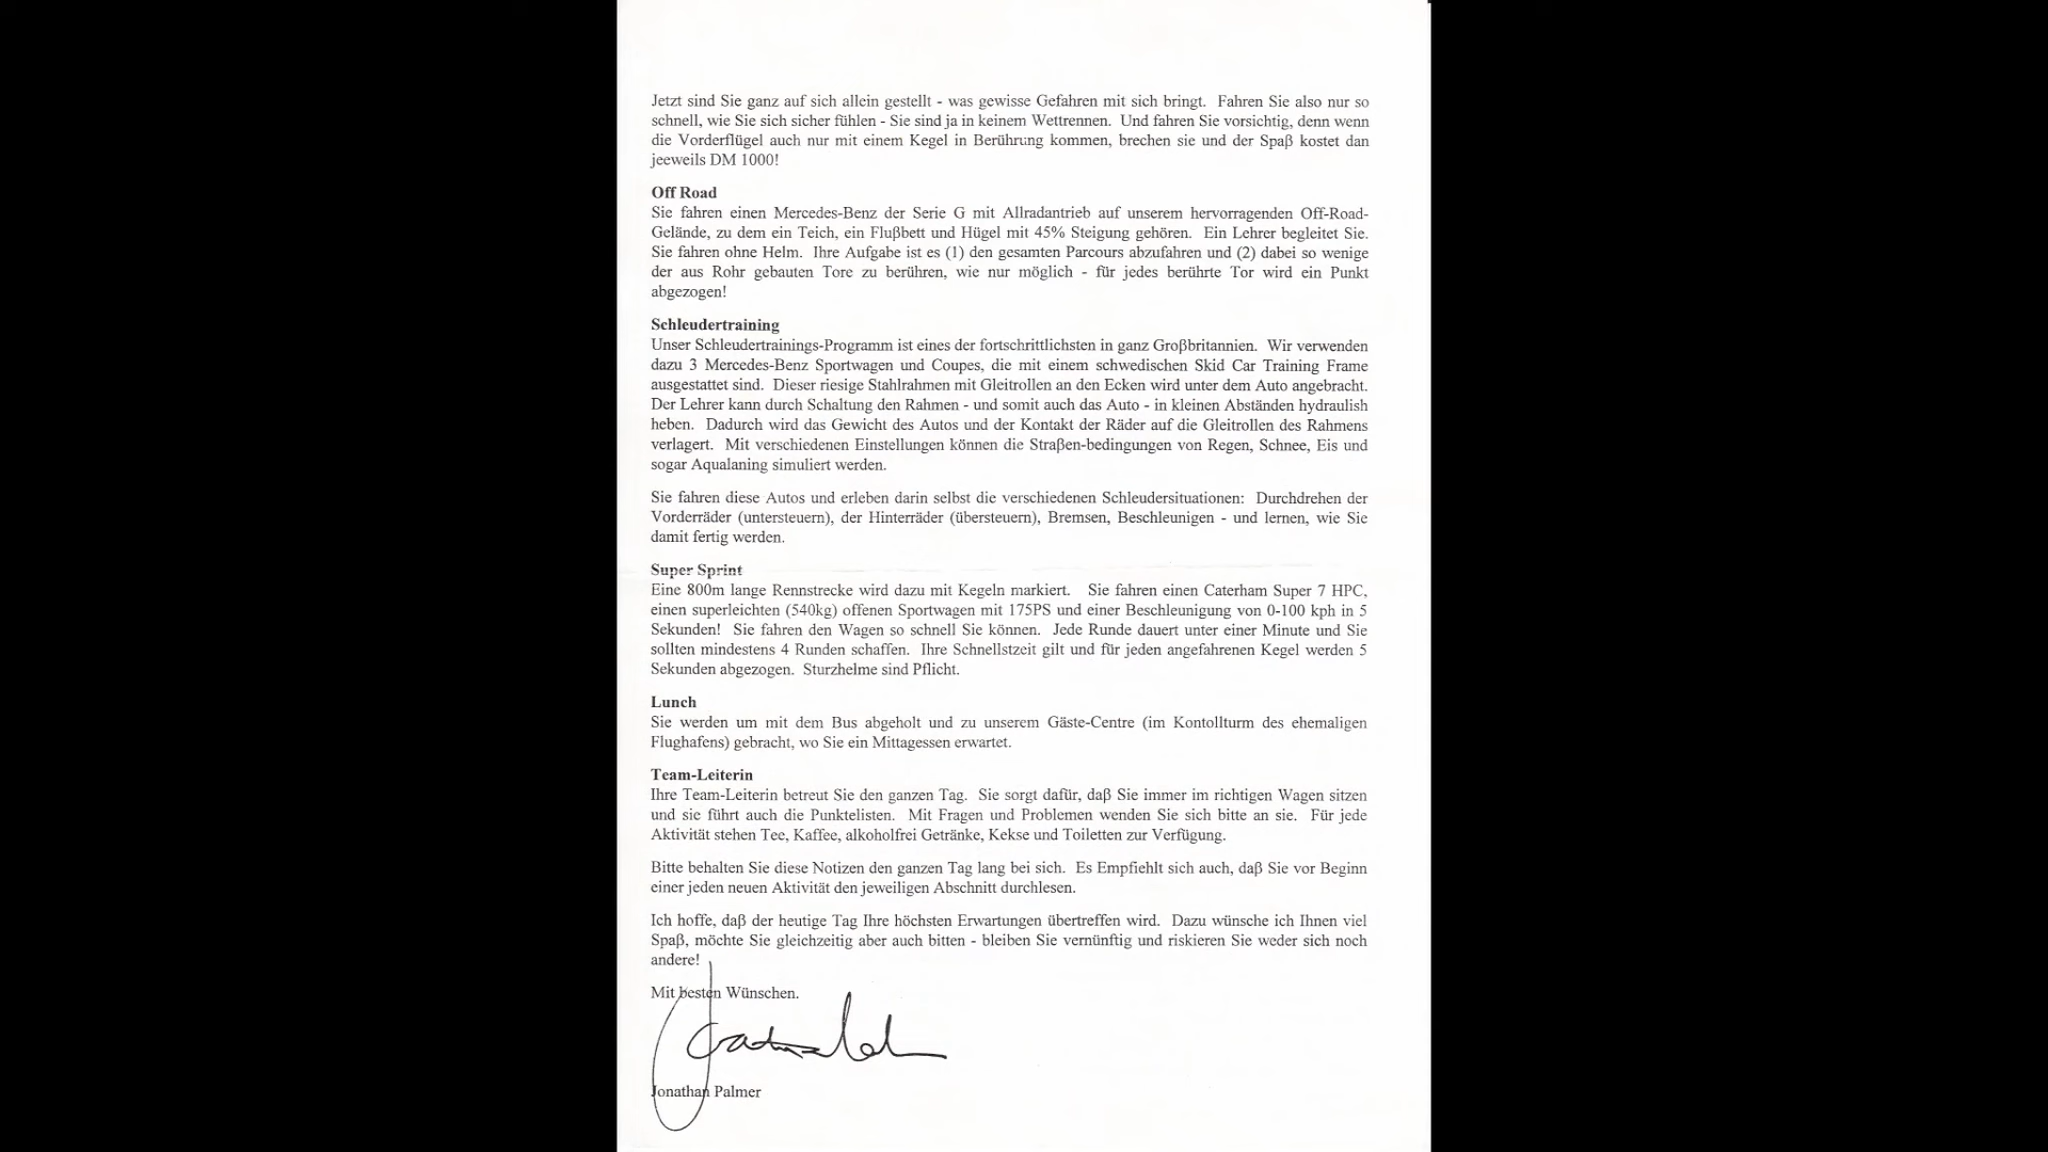 Jetzt sind Sie ganz auf sich allein gestellt - was gewisse Gefahren mit sich bringt. Fahren Sie also nur so
schnell, wie Sie sich sicher fühlen - Sie sind ja in keinem Wettrennen. Und fahren Sie vorsichtig, denn wenn
die Vorderflügel auch nur mit einem Kegel in Berührung kommen, brechen sie und der Spaβ kostet dan
jeeweils DM 1000!
Off Road
Sie fahren einen Mercedes-Benz der Serie G mit Allradantrieb auf unserem hervorragenden Off-Road-
Gelände, zu dem ein Teich, ein Fluβbett und Hügel mit 45% Steigung gehören. Ein Lehrer begleitet Sie.
Sie fahren ohne Helm. Ihre Aufgabe ist es (1) den gesamten Parcours abzufahren und (2) dabei so wenige
der aus Rohr gebauten Tore zu berühren, wie nur möglich - für jedes berührte Tor wird ein Punkt
abgezogen!
Schleudertraining
Unser Schleudertrainings-Programm ist eines der fortschrittlichsten in ganz Groβbritannien. Wir verwenden
dazu 3 Mercedes-Benz Sportwagen und Coupes, die mit einem schwedischen Skid Car Training Frame
ausgestattet sind. Dieser riesige Stahlrahmen mit Gleitrollen an den Ecken wird unter dem Auto angebracht.
Der Lehrer kann durch Schaltung den Rahmen - und somit auch das Auto - in kleinen Abständen hydraulish
heben. Dadurch wird das Gewicht des Autos und der Kontakt der Räder auf die Gleitrollen des Rahmens
verlagert. Mit verschiedenen Einstellungen können die Straβen-bedingungen von Regen, Schnee, Eis und
sogar Aqualaning simuliert werden.
Sie fahren diese Autos und erleben darin selbst die verschiedenen Schleudersituationen: Durchdrehen der
Vorderräder (untersteuern), der Hinterräder (übersteuern), Bremsen, Beschleunigen - und lernen, wie Sie
damit fertig werden.
Super Sprint
Eine 800m lange Rennstrecke wird dazu mit Kegeln markiert. Sie fahren einen Caterham Super 7 HPC,
einen superleichten (540kg) offenen Sportwagen mit 175PS und einer Beschleunigung von 0-100 kph in 5
Sekunden! Sie fahren den Wagen so schnell Sie können. Jede Runde dauert unter einer Minute und Sie
sollten mindestens 4 Runden schaffen. Ihre Schnellstzeit gilt und für jeden angefahrenen Kegel werden 5
Sekunden abgezogen. Sturzhelme sind Pflicht.
Lunch
Sie werden um mit dem Bus abgeholt und zu unserem Gäste-Centre (im Kontollturm des ehemaligen
Flughafens) gebracht, wo Sie ein Mittagessen erwartet.
Team-Leiterin
Ihre Team-Leiterin betreut Sie den ganzen Tag. Sie sorgt dafür, daβ Sie immer im richtigen Wagen sitzen
und sie führt auch die Punktelisten. Mit Fragen und Problemen wenden Sie sich bitte an sie. Für jede
Aktivität stehen Tee, Kaffee, alkoholfrei Getränke, Kekse und Toiletten zur Verfügung.
Bitte behalten Sie diese Notizen den ganzen Tag lang bei sich. Es Empfiehlt sich auch, daβ Sie vor Beginn
einer jeden neuen Aktivität den jeweiligen Abschnitt durchlesen.
Ich hoffe, daβ der heutige Tag Ihre höchsten Erwartungen übertreffen wird. Dazu wünsche ich Ihnen viel
Spaβ, möchte Sie gleichzeitig aber auch bitten - bleiben Sie vernünftig und riskieren Sie weder sich noch
andere!
Mit besten Wünschen.
Jonathan Palmer